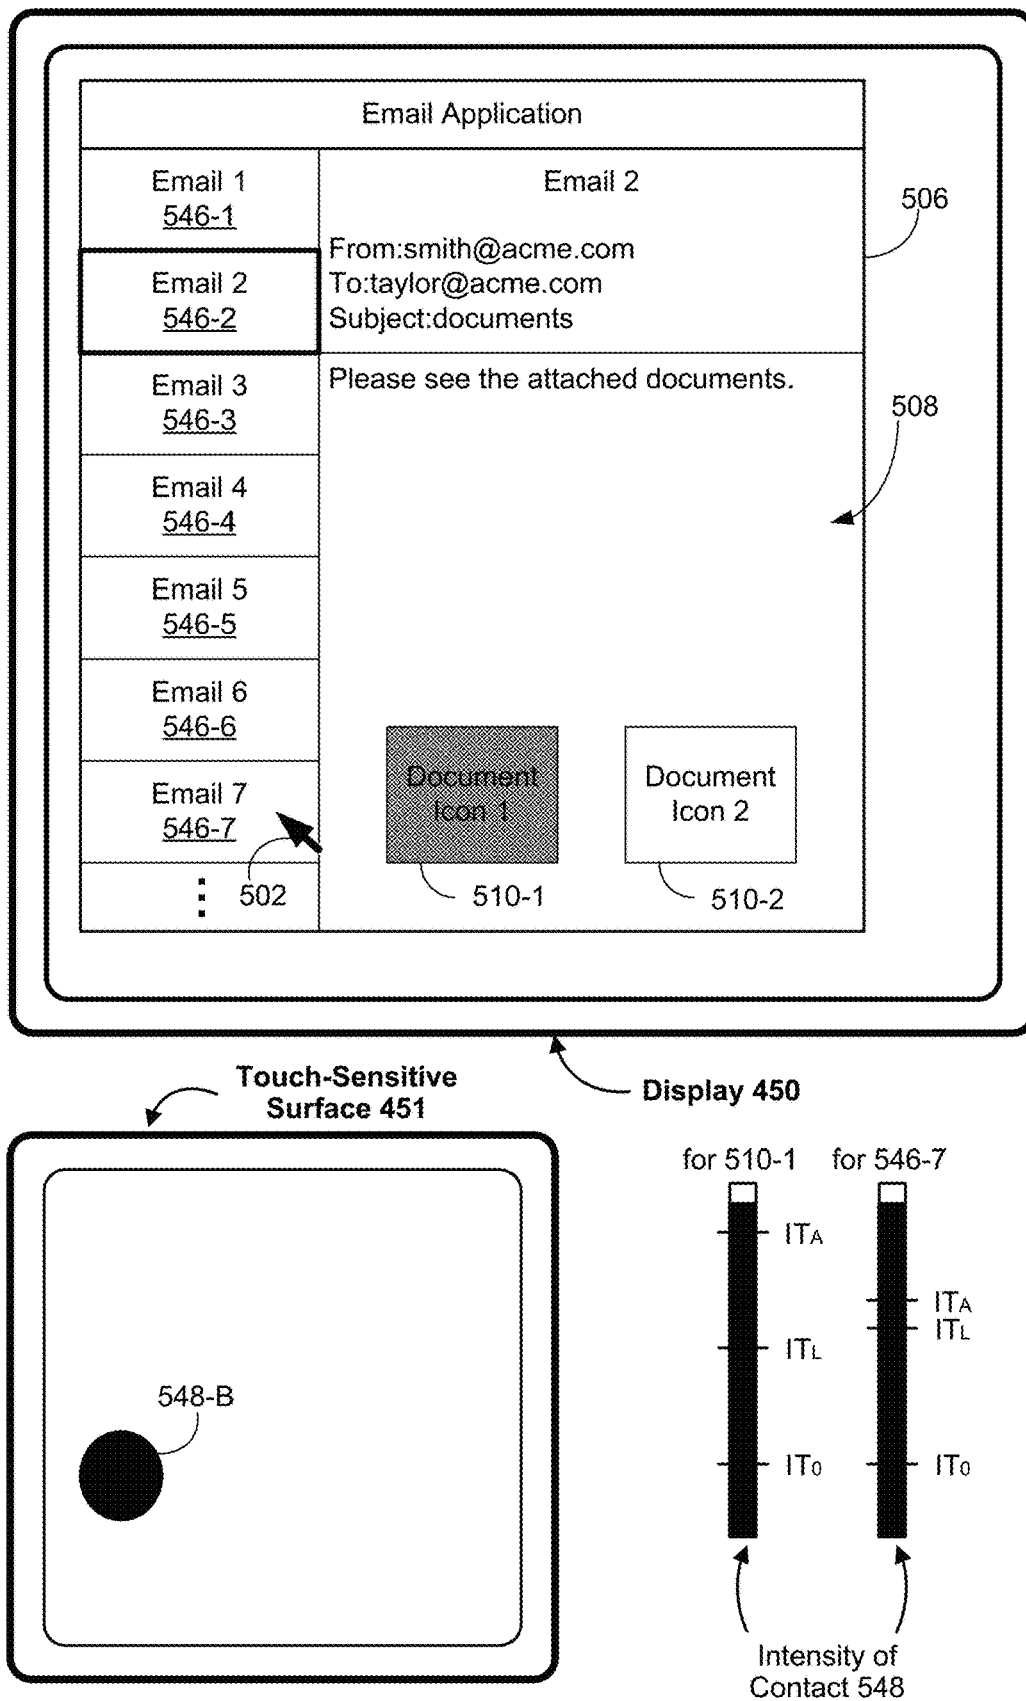 Email Application
Email 1
546-1
Email 2
546-2
Email 3
546-3
Email 4
546-4
Email 5
546-5
Email 6
546-6
Email 7
546-7
502
Email 2
From:smith@acme.com
To:taylor@acme.com
Subject:documents
Please see the attached documents.
Document
Icon 1
510-1
Document
Icon 2
510-2
506
508
Touch-Sensitive
Surface 451
Display 450
548-B
for 510-1
ITA
ITL
IT0
for 546-7
ITA
ITL
IT0
Intensity of
Contact 548